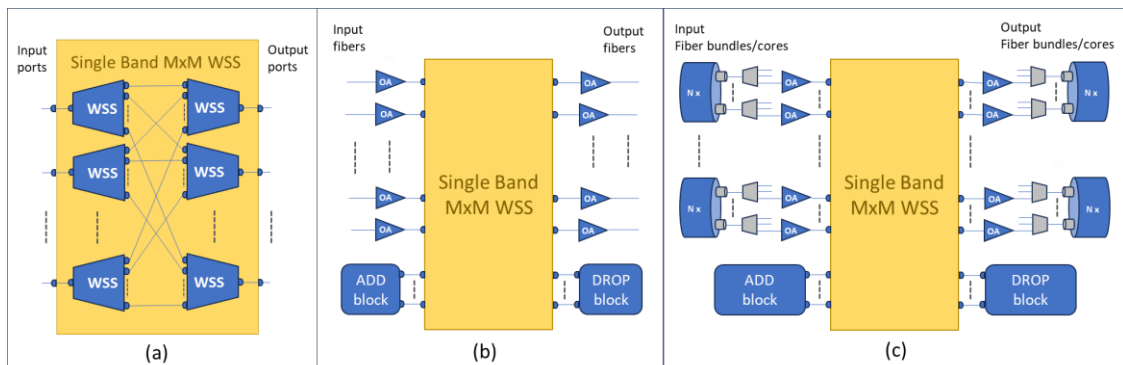 Input
ports
Single Band MxM WSS
Output
ports
WSS
WSS
WSS
WSS
WSS
WSS
(a)
Input
fibers
Output
fibers
OA
OA
OA
OA
OA
OA
OA
OA
Single Band
MxM WSS
ADD
block
DROP
block
(b)
Input
Fiber bundles/cores
Output
Fiber bundles/cores
N x
N x
OA
OA
OA
OA
OA
OA
OA
OA
N x
N x
Single Band
MxM WSS
ADD
block
DROP
block
(c)